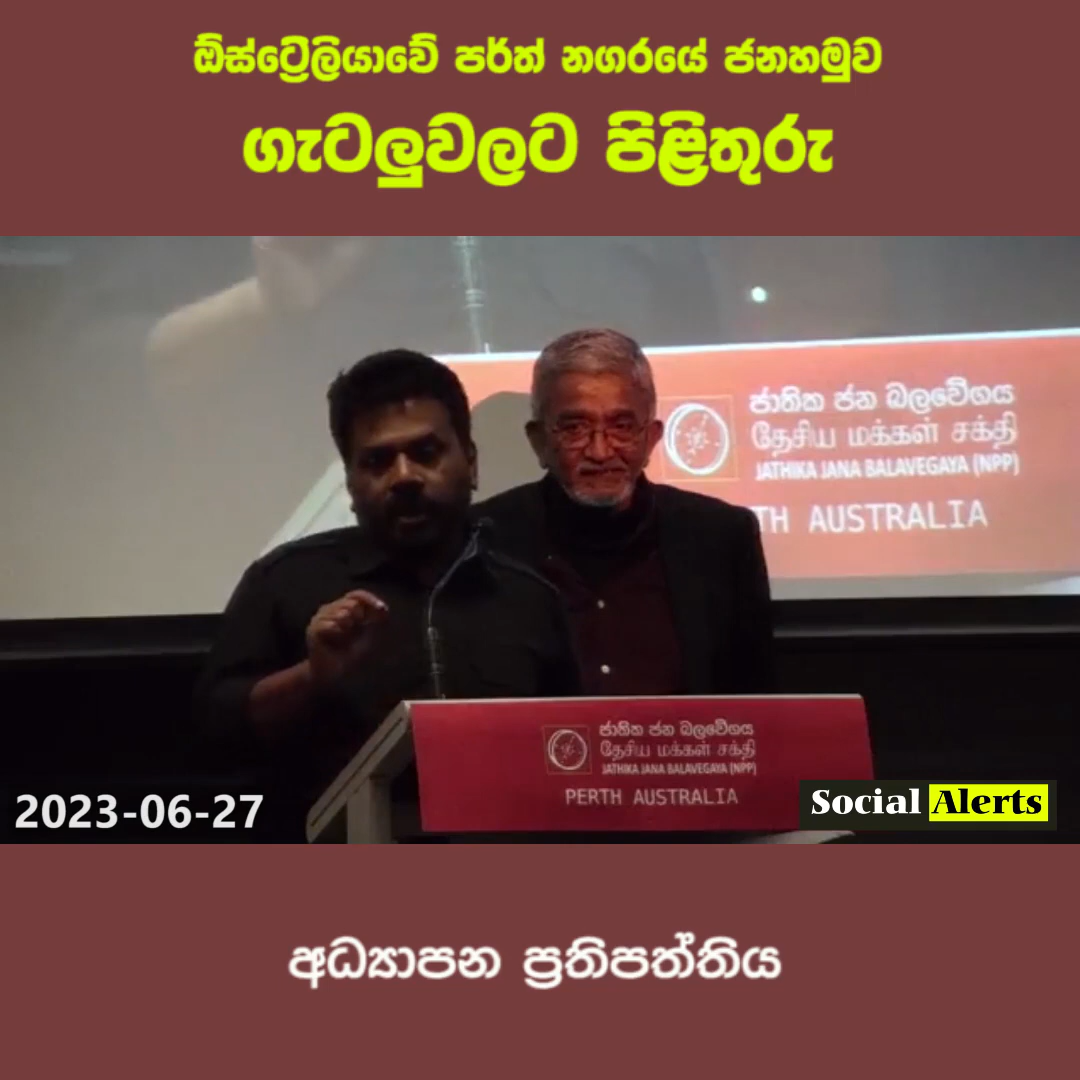 ඕස්ට්‍රේලියාවේ පර්ත් නගරයේ ජනහමුව
ගැටලුවලට පිළිතුරු
ජාතික ජන බලවේගය
தேசிய மக்கள் சக்தி
JATHIKA JANA BALAVEGAYA (NPP)
TH AUSTRALIA
ජාතික ජන බලවේගය
தேசிய மக்கள் சக்தி
JATHIKA JANA BALAVEGAYA (NPP)
PERTH AUSTRALIA
2023-06-27
Social Alerts
අධ්‍යාපන ප්‍රතිපත්තිය